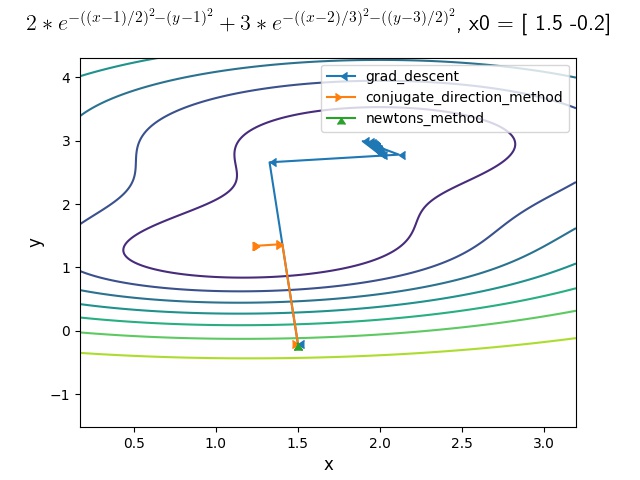 2 ∗ e^{−((x−1)/2)^2−(y−1)^2} + 3 ∗ e^{−((x−2)/3)^2−((y−3)/2)^2}, x0 = [ 1.5 -0.2]
grad_descent
conjugate_direction_method
newtons_method
4
3
2
1
0
−1
y
0.5 1.0 1.5 2.0 2.5 3.0
x